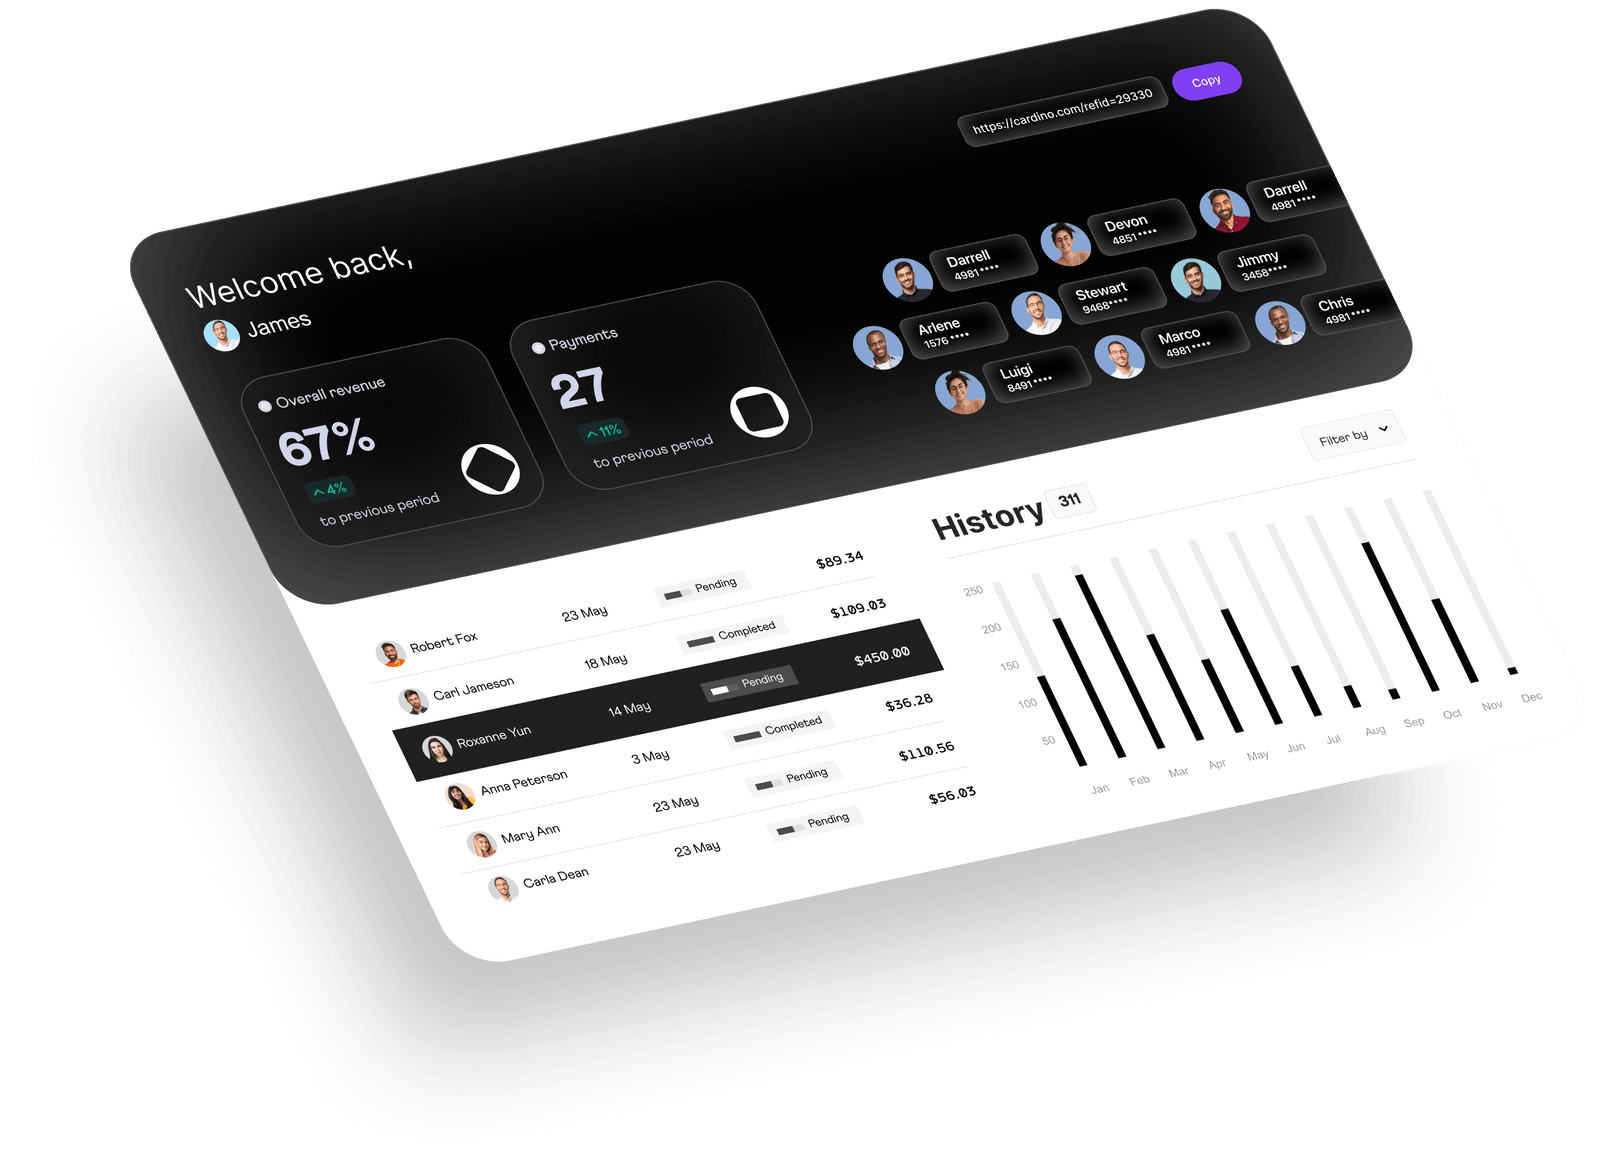 https://cardino.com/refid=29330
Copy
Welcome back,
James
Overall revenue
67%
4%
to previous period
Payments
27
11%
to previous period
Darrell
4981 ••••
Devon
4851 ••••
Darrell
4981 ••••
Arlene
1576 ••••
Stewart
9468••••
Jimmy
3458••••
Luigi
8491 ••••
Marco
4981 ••••
Chris
4981 ••••
Robert Fox 23 May Pending $89.34
Carl Jameson 18 May Completed $109.03
Roxanne Yun 14 May Pending $450.00
Anna Peterson 3 May Completed $36.28
Mary Ann 23 May Pending $110.56
Carla Dean 23 May Pending $56.03
Filter by
History 311
250
200
150
100
50
Jan Feb Mar Apr May Jun Jul Aug Sep Oct Nov Dec